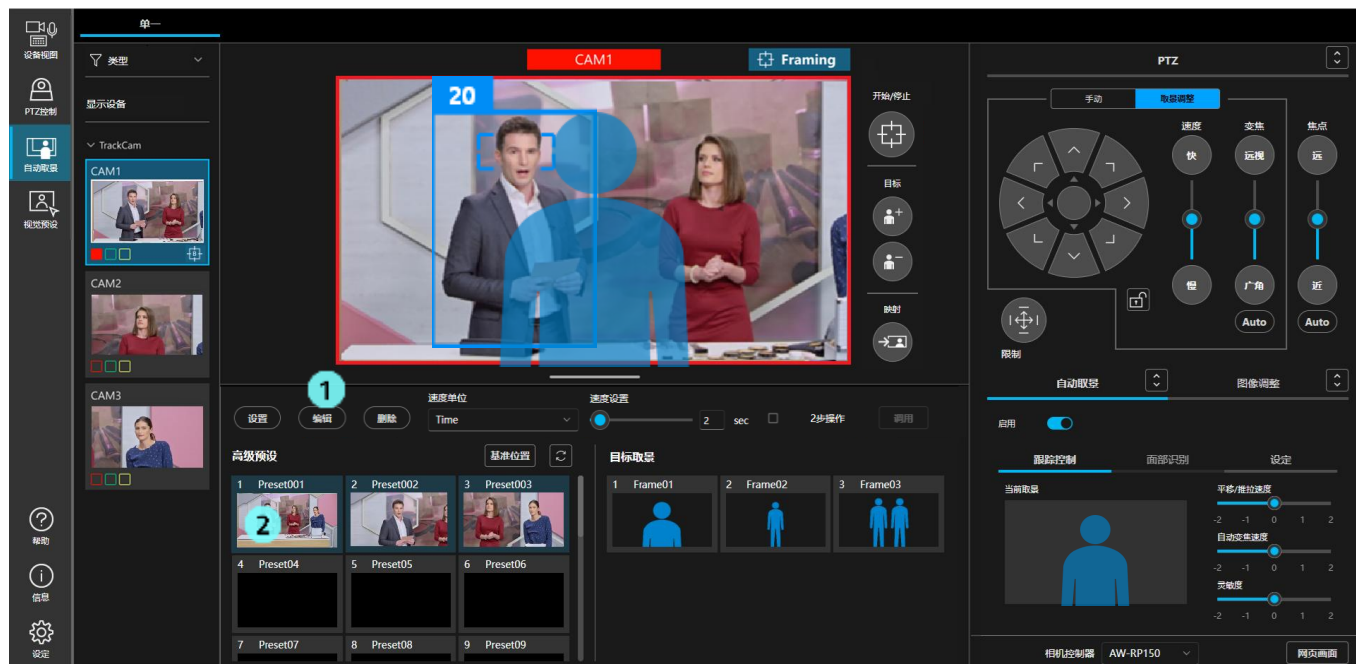 设备视图
PTZ控制
自动取景
视觉预设
帮助
信息
设定
单一
类型
显示设备
TrackCam
CAM1
CAM2
CAM3
CAM1
Framing
20
开始/停止
目标
映射
1
设置
编辑
删除
速度单位
Time
速度设置
2 sec
2步操作
调用
高级预设
基准位置
1 Preset001
2 Preset002
3 Preset003
2
4 Preset04
5 Preset05
6 Preset06
7 Preset07
8 Preset08
9 Preset09
目标取景
1 Frame01
2 Frame02
3 Frame03
PTZ
手动
取景调整
速度
变焦
焦点
快
远视
远
慢
广角
近
Auto
Auto
限制
自动取景
图像调整
启用
跟踪控制
面部识别
设定
当前取景
平移/推拉速度
-2 -1 0 1 2
自动变焦速度
-2 -1 0 1 2
灵敏度
-2 -1 0 1 2
相机控制器
AW-RP150
网页画面